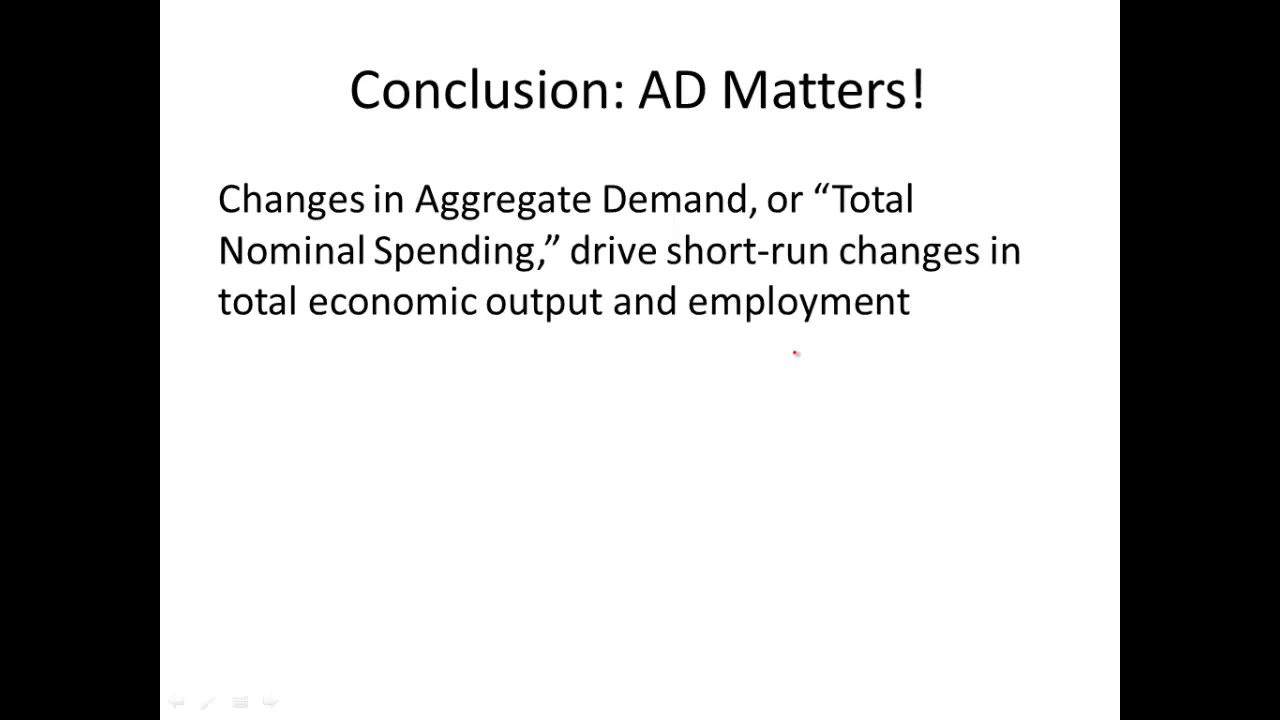 Conclusion: AD Matters!
Changes in Aggregate Demand, or “Total
Nominal Spending,” drive short-run changes in
total economic output and employment